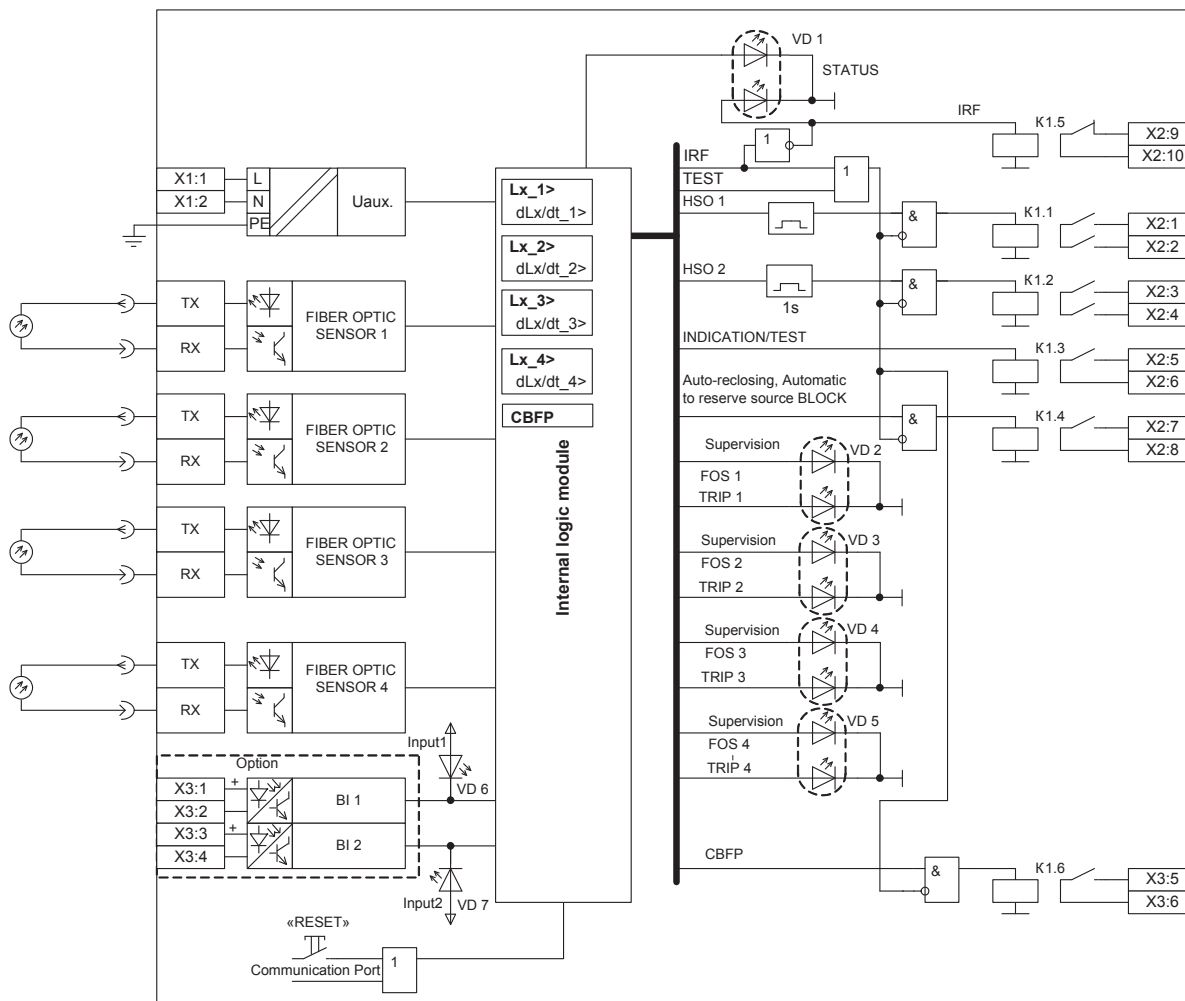 VD 1
STATUS
IRF
K1.5
X2:9
X2:10
1
IRF
TEST
1
HSO 1
&
K1.1
X2:1
X2:2
HSO 2
1s
&
K1.2
X2:3
X2:4
INDICATION/TEST
K1.3
X2:5
X2:6
Auto-reclosing, Automatic
to reserve source BLOCK
&
K1.4
X2:7
X2:8
Supervision
VD 2
FOS 1
TRIP 1
Supervision
VD 3
FOS 2
TRIP 2
Supervision
VD 4
FOS 3
TRIP 3
Supervision
VD 5
FOS 4
TRIP 4
CBFP
&
K1.6
X3:5
X3:6
X1:1
X1:2
L
N
PE
Uaux.
TX
RX
FIBER OPTIC
SENSOR 1
TX
RX
FIBER OPTIC
SENSOR 2
TX
RX
FIBER OPTIC
SENSOR 3
TX
RX
FIBER OPTIC
SENSOR 4
Lx_1>
dLx/dt_1>
Lx_2>
dLx/dt_2>
Lx_3>
dLx/dt_3>
Lx_4>
dLx/dt_4>
CBFP
Internal logic module
Option
Input1
VD 6
X3:1
+
X3:2
BI 1
X3:3
+
X3:4
BI 2
Input2
VD 7
«RESET»
Communication Port
1